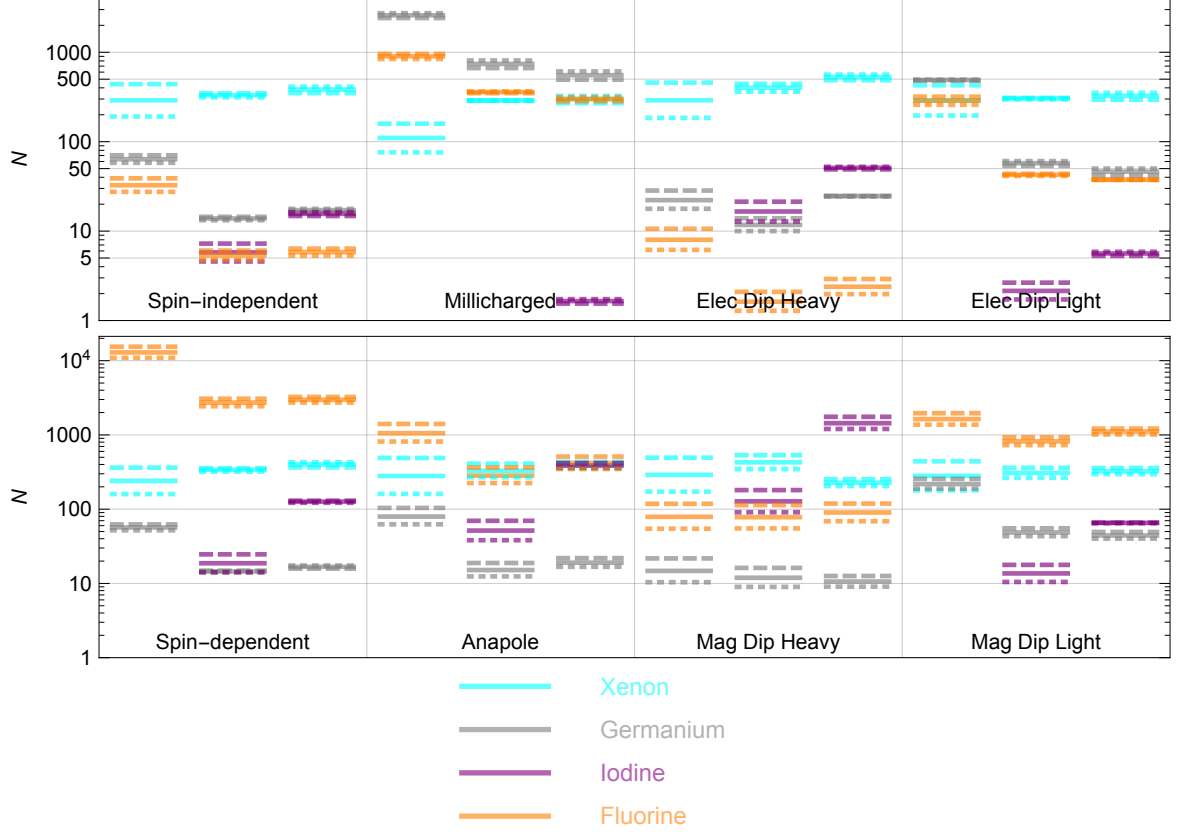 1000
500
100
50
10
5
1
N
Spin−independent Millicharged Elec Dip Heavy Elec Dip Light
10⁴
1000
100
10
1
N
Spin−dependent Anapole Mag Dip Heavy Mag Dip Light
Xenon
Germanium
Iodine
Fluorine